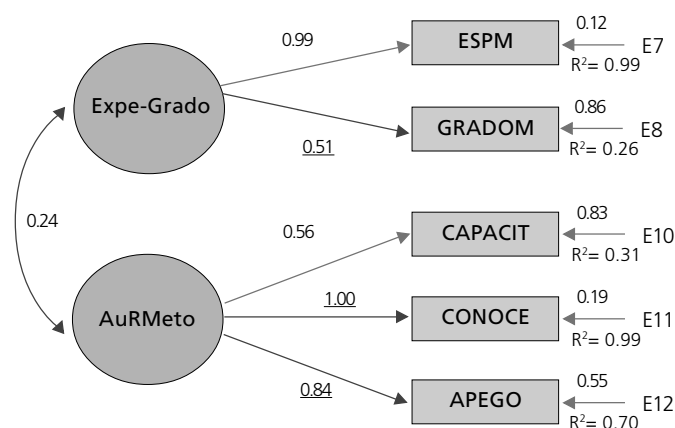 0.12
0.99
ESPM
E7
R²= 0.99
Expe-Grado
0.86
GRADOM
E8
0.51
R²= 0.26
0.24
0.83
0.56
CAPACIT
E10
R²= 0.31
0.19
1.00
AuRMeto
CONOCE
E11
R²= 0.99
0.55
0.84
APEGO
E12
R²= 0.70